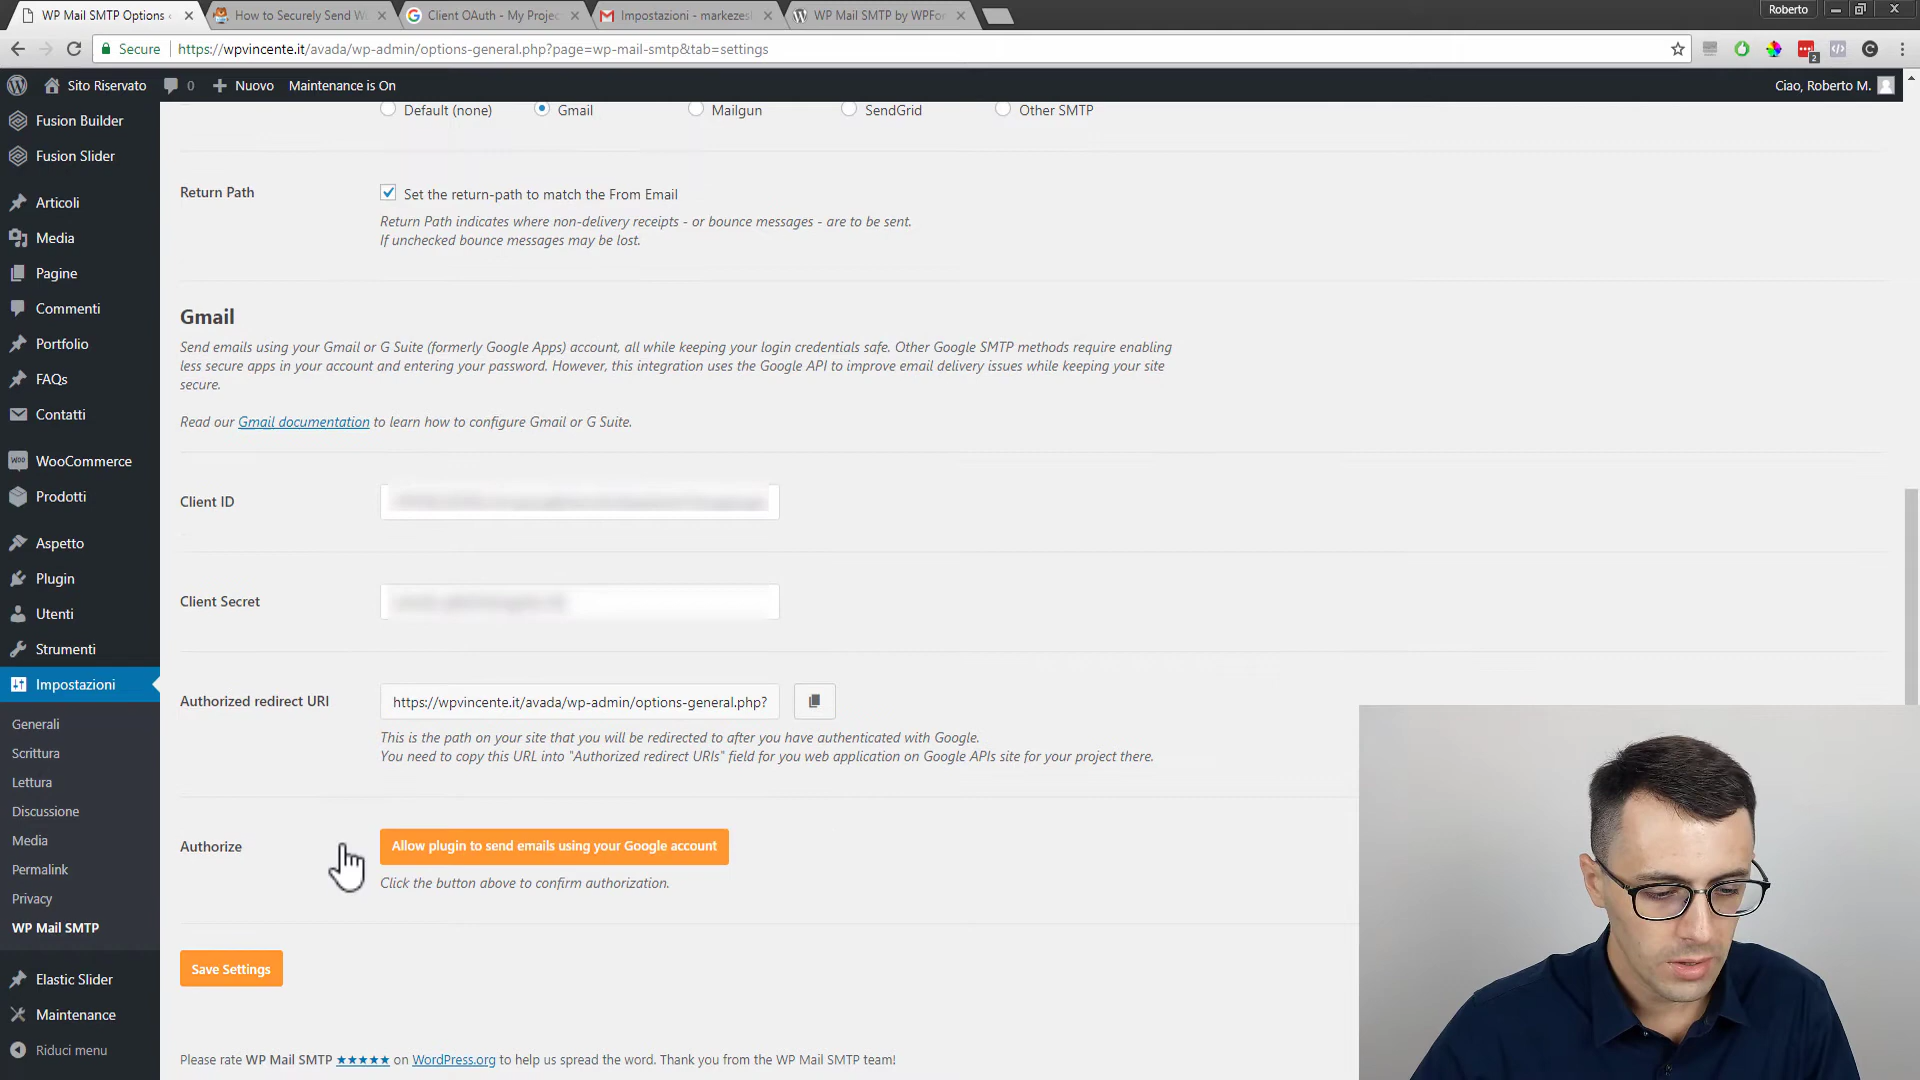 WP Mail SMTP Options
How to Securely Send W
Client OAuth - My Projec
Impostazioni - markezes
WP Mail SMTP by WPFor
Roberto
Secure
https://wpvincente.it/avada/wp-admin/options-general.php?page=wp-mail-smtp&tab=settings
2
Sito Riservato
0
Nuovo
Maintenance is On
Ciao, Roberto M.
Fusion Builder
Fusion Slider
Articoli
Media
Pagine
Commenti
Portfolio
FAQs
Contatti
WooCommerce
Prodotti
Aspetto
Plugin
Utenti
Strumenti
Impostazioni
Generali
Scrittura
Lettura
Discussione
Media
Permalink
Privacy
WP Mail SMTP
Elastic Slider
Maintenance
Riduci menu
Default (none)
Gmail
Mailgun
SendGrid
Other SMTP
Return Path
Set the return-path to match the From Email
Return Path indicates where non-delivery receipts - or bounce messages - are to be sent.
If unchecked bounce messages may be lost.
Gmail
Send emails using your Gmail or G Suite (formerly Google Apps) account, all while keeping your login credentials safe. Other Google SMTP methods require enabling
less secure apps in your account and entering your password. However, this integration uses the Google API to improve email delivery issues while keeping your site
secure.
Read our Gmail documentation to learn how to configure Gmail or G Suite.
Client ID
Client Secret
Authorized redirect URI
https://wpvincente.it/avada/wp-admin/options-general.php?
This is the path on your site that you will be redirected to after you have authenticated with Google.
You need to copy this URL into "Authorized redirect URIs" field for you web application on Google APIs site for your project there.
Authorize
Allow plugin to send emails using your Google account
Click the button above to confirm authorization.
Save Settings
Please rate WP Mail SMTP ★★★★★ on WordPress.org to help us spread the word. Thank you from the WP Mail SMTP team!